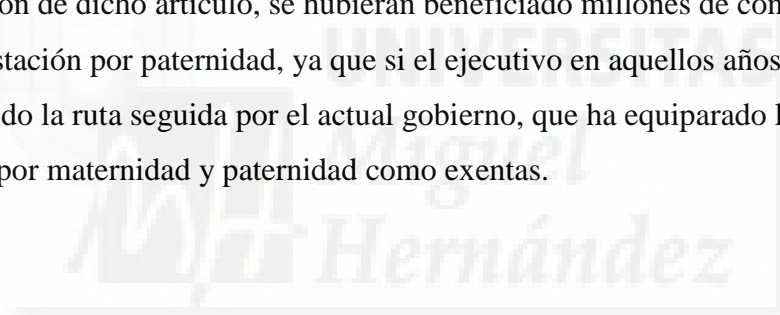 ón de dicho artículo, se hubieran beneficiado millones de con
stación por paternidad, ya que si el ejecutivo en aquellos años
do la ruta seguida por el actual gobierno, que ha equiparado l
por maternidad y paternidad como exentas.
UNIVERSITAS
Miguel
Hernández